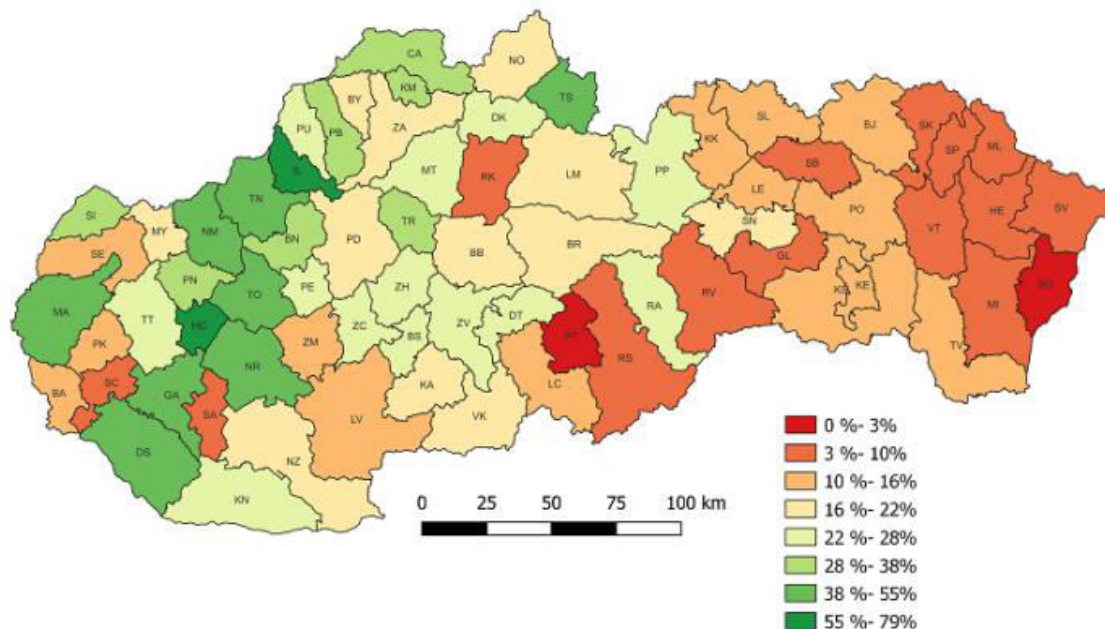 CA
NO
KM
TS
BY
PU
PB
ZA
DK
SL
BJ
SK
KK
SP
ML
SB
IL
MT
RK
LM
PP
LE
PO
HE
SV
TN
SI
TR
SN
VT
MY
NM
BN
PD
BB
BR
SE
GL
PN
PE
ZH
RV
KS
KE
SO
MA
TT
TO
ZC
RA
MI
HC
BS
ZV
DT
PT
PK
ZM
RS
TV
BA
SC
NR
GA
KA
LC
SA
LV
VK
DS
NZ
KN
0 %- 3%
3 %- 10%
10 %- 16%
16 %- 22%
22 %- 28%
28 %- 38%
38 %- 55%
55 %- 79%
0 25 50 75 100 km